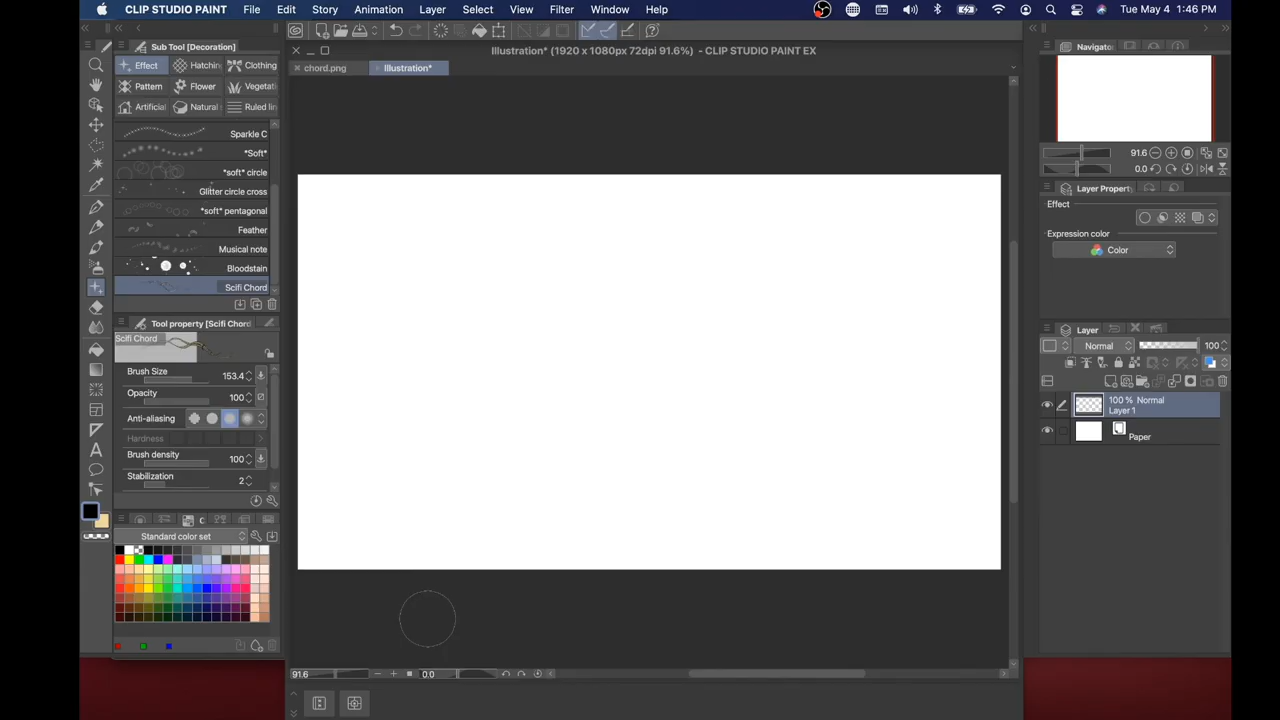 CLIP STUDIO PAINT File Edit Story Animation Layer Select View Filter Window Help Tue May 4 1:46 PM
Illustration* (1920 x 1080px 72dpi 91.6%) - CLIP STUDIO PAINT EX
chord.png Illustration*
Sub Tool [Decoration]
Effect Hatching Clothing
Pattern Flower Vegetati
Artificial Natural Ruled lin
Sparkle C
*Soft*
*soft* circle
Glitter circle cross
*soft* pentagonal
Feather
Musical note
Bloodstain
Scifi Chord
Tool property [Scifi Chord
Scifi Chord
Brush Size 153.4
Opacity 100
Anti-aliasing
Hardness
Brush density 100
Stabilization 2
C
Standard color set
91.6 0.0
Navigato
91.6
0.0
Layer Property
Effect
Expression color
Color
Layer
Normal 100
100 % Normal
Layer 1
Paper